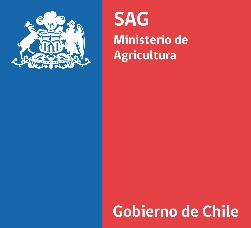 SAG
Ministerio de
Agricultura
Gobierno de Chile